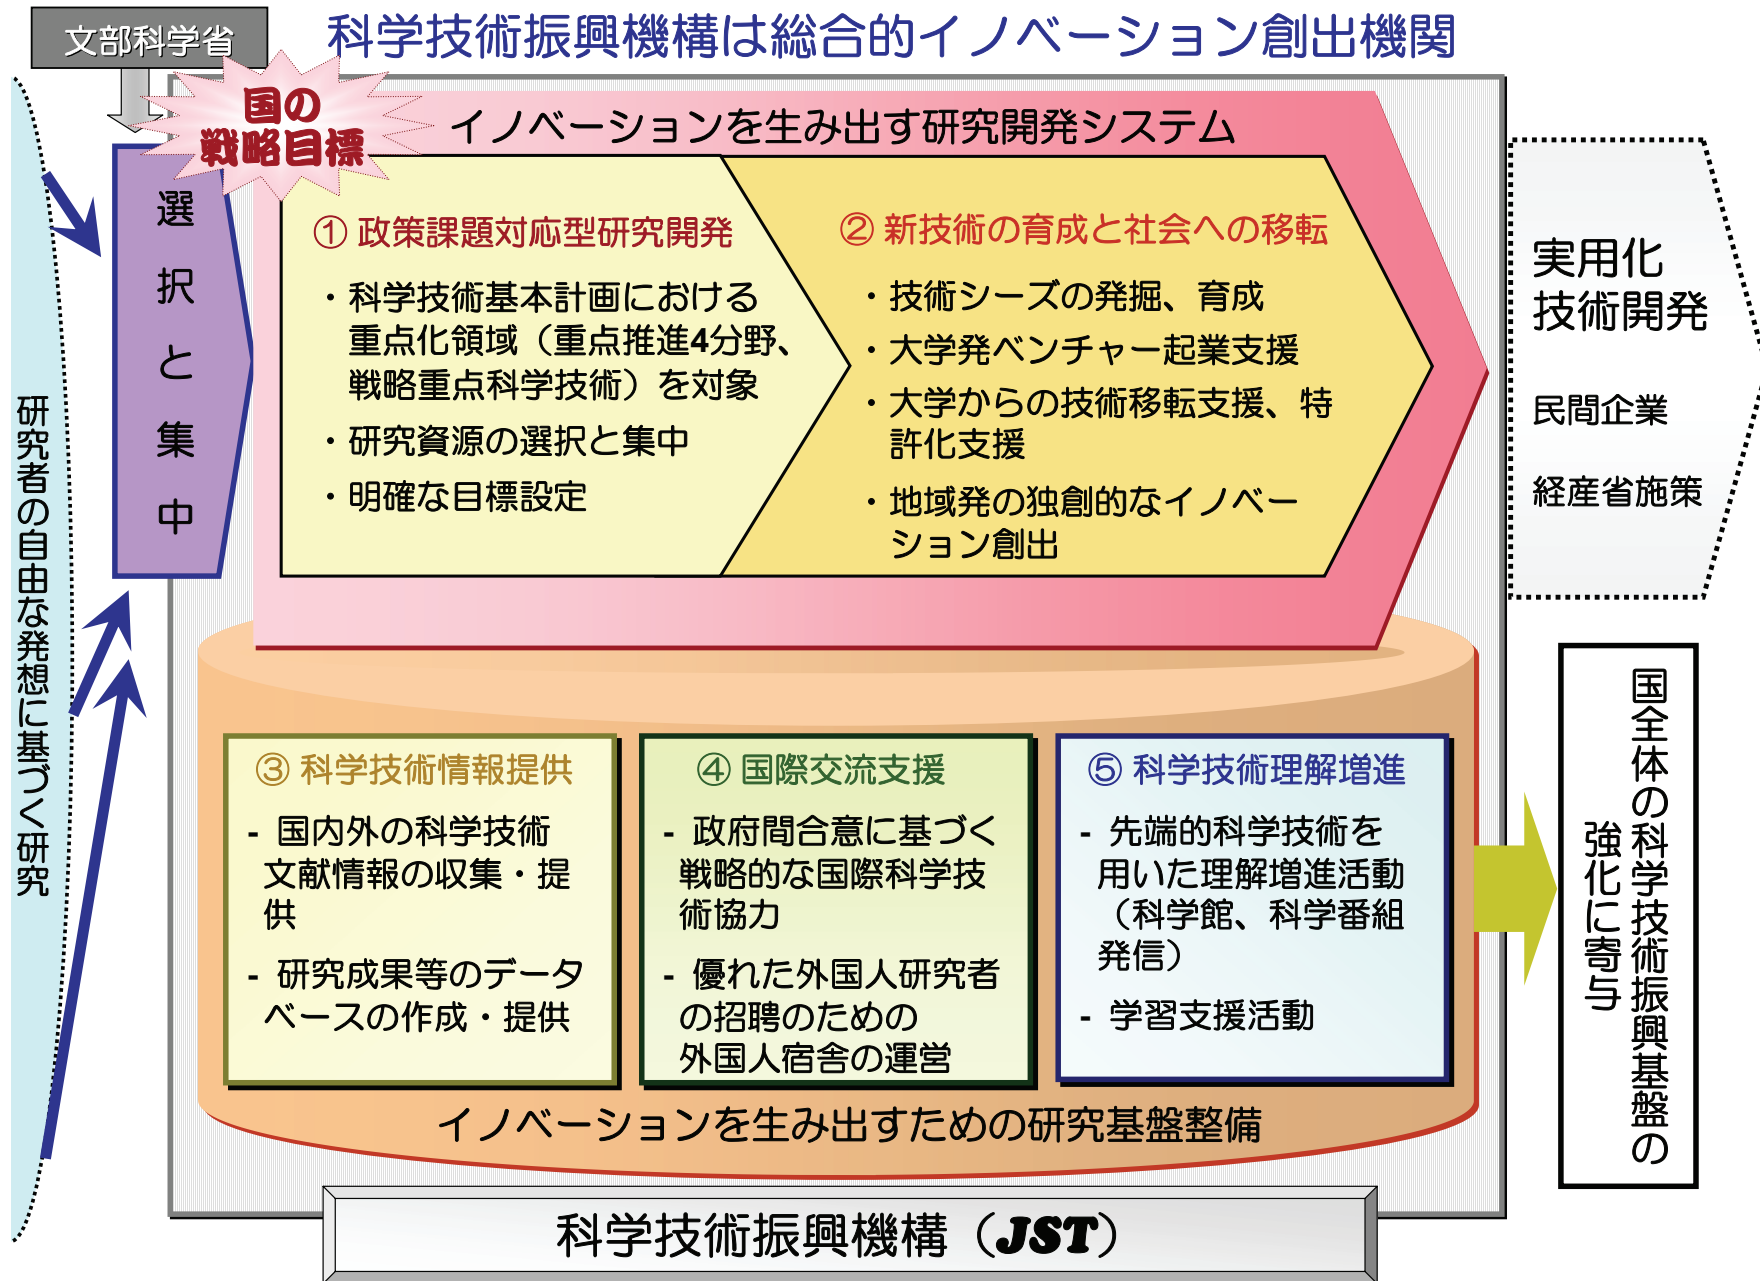 文部科学省
科学技術振興機構は総合的イノベーション創出機関
国の
戦略目標
イノベーションを生み出す研究開発システム
研究者の自由な発想に基づく研究
選択と集中
① 政策課題対応型研究開発
・科学技術基本計画における
重点化領域（重点推進4分野、
戦略重点科学技術）を対象
・研究資源の選択と集中
・明確な目標設定
② 新技術の育成と社会への移転
・技術シーズの発掘、育成
・大学発ベンチャー起業支援
・大学からの技術移転支援、特
許化支援
・地域発の独創的なイノベー
ション創出
実用化
技術開発
民間企業
経産省施策
③ 科学技術情報提供
- 国内外の科学技術
文献情報の収集・提
供
- 研究成果等のデータ
ベースの作成・提供
④ 国際交流支援
- 政府間合意に基づく
戦略的な国際科学技
術協力
- 優れた外国人研究者
の招聘のための
外国人宿舎の運営
⑤ 科学技術理解増進
- 先端的科学技術を
用いた理解増進活動
（科学館、科学番組
発信）
- 学習支援活動
国全体の科学技術振興基盤の
強化に寄与
イノベーションを生み出すための研究基盤整備
科学技術振興機構（JST）